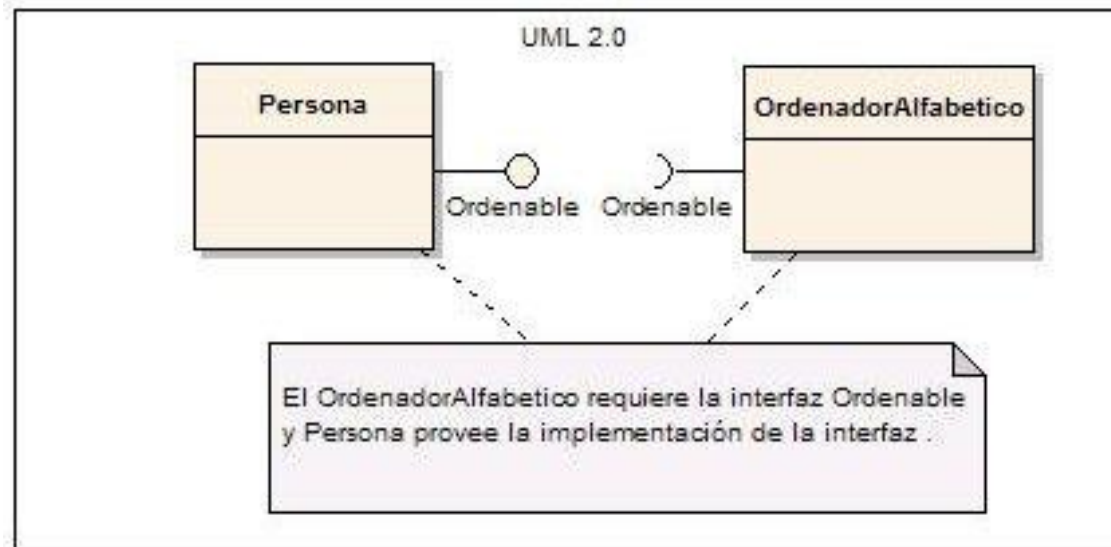 UML 2.0
Persona
OrdenadorAlfabetico
Ordenable
Ordenable
El OrdenadorAlfabetico requiere la interfaz Ordenable
y Persona provee la implementación de la interfaz .